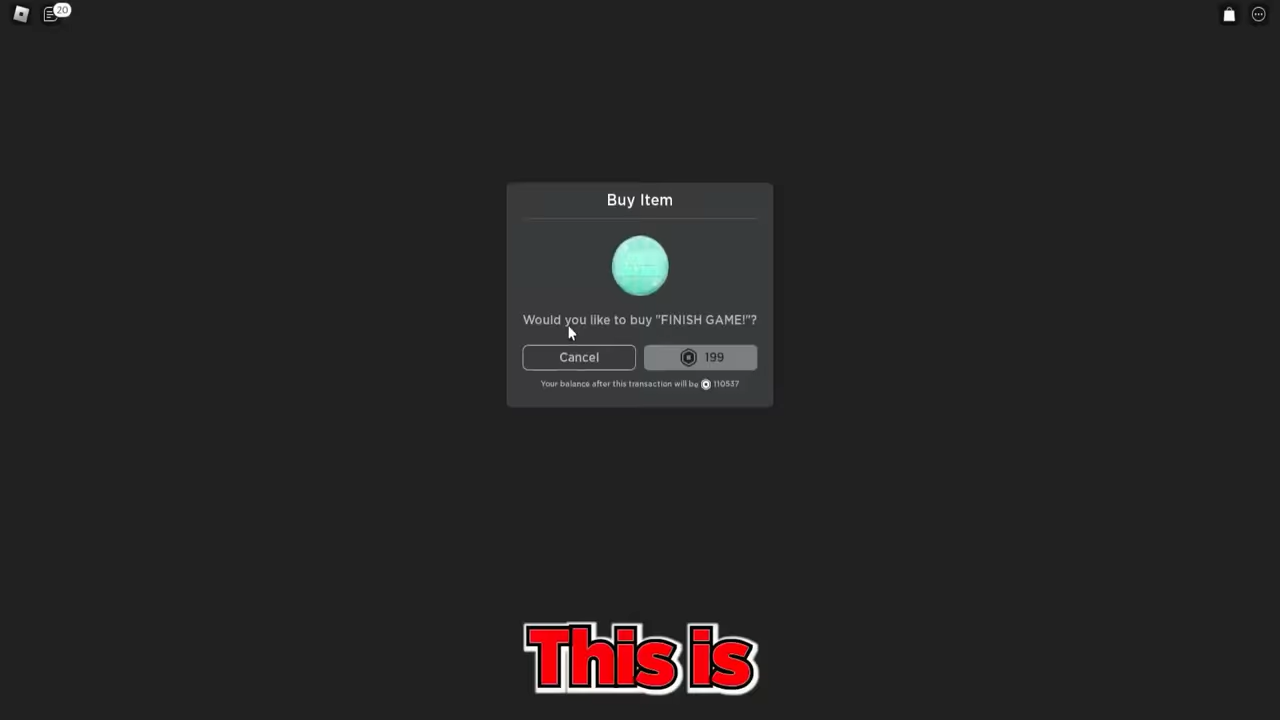 20
Buy Item
Would you like to buy "FINISH GAME!"?
Cancel
199
Your balance after this transaction will be 110537
This is